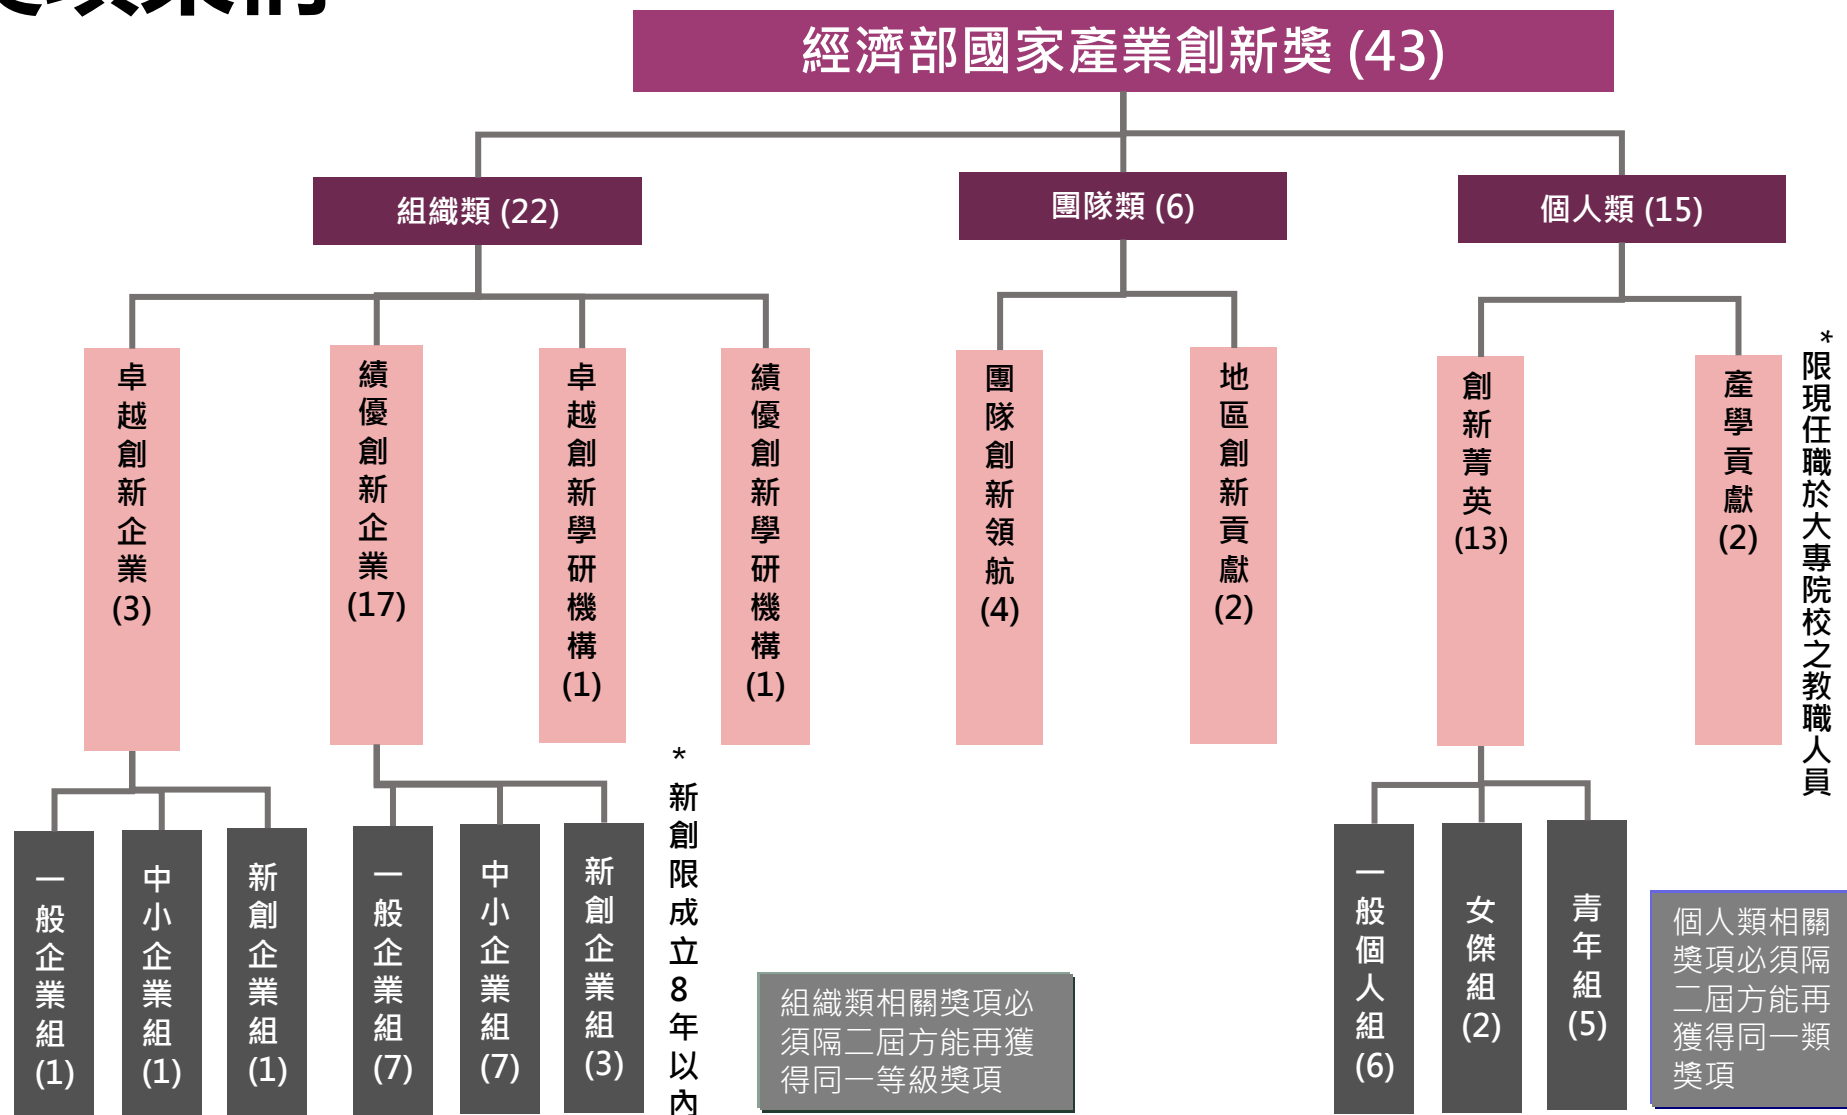 獎項架構
經濟部國家產業創新獎 (43)
組織類 (22)
團隊類 (6)
個人類 (15)
卓越創新企業(3)
績優創新企業(17)
卓越創新學研機構(1)
績優創新學研機構(1)
團隊創新領航(4)
地區創新貢獻(2)
創新菁英(13)
產學貢獻(2)
*限現任職於大專院校之教職人員
一般企業組(1)
中小企業組(1)
新創企業組(1)
一般企業組(7)
中小企業組(7)
新創企業組(3)
*新創限成立8年以內
組織類相關獎項必
須隔二屆方能再獲
得同一等級獎項
一般個人組(6)
女傑組(2)
青年組(5)
個人類相關
獎項必須隔
二屆方能再
獲得同一類
獎項